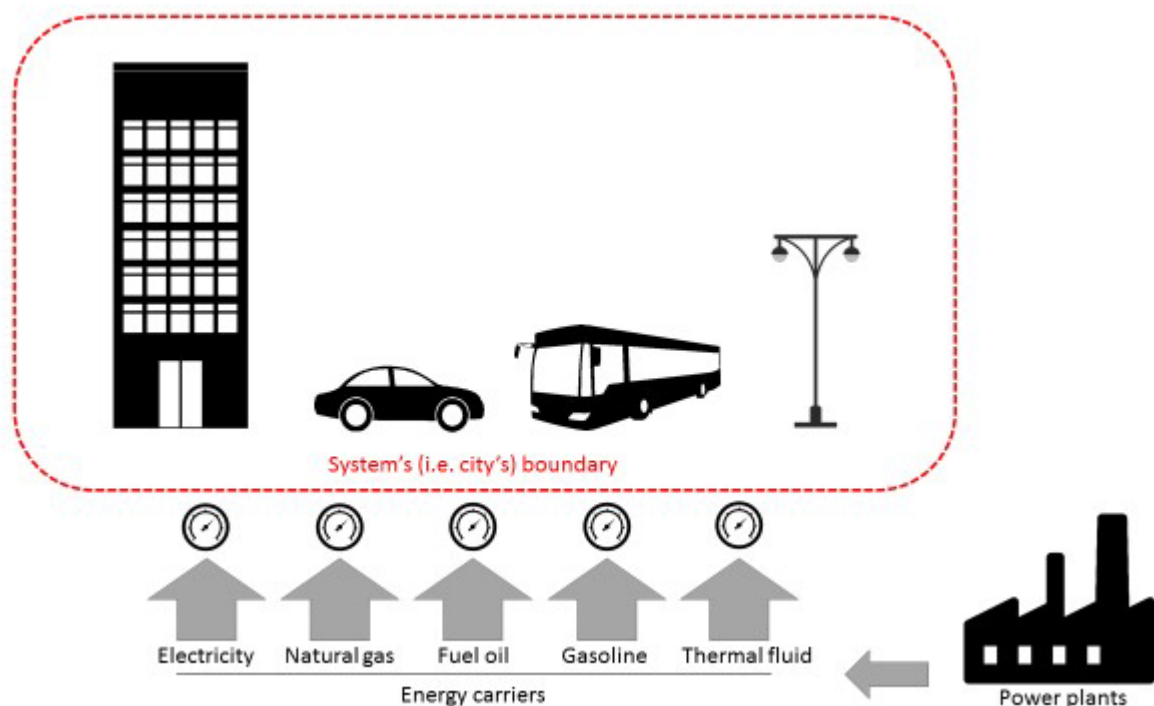 System's (i.e. city's) boundary
Electricity Natural gas Fuel oil Gasoline Thermal fluid
Energy carriers
Power plants